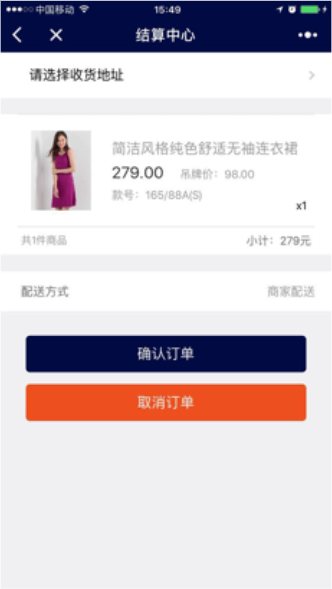 中国移动
15:49
结算中心
请选择收货地址
简洁风格纯色舒适无袖连衣裙
279.00 吊牌价：98.00
款号：165/88A(S)
x1
共1件商品 小计：279元
配送方式 商家配送
确认订单
取消订单